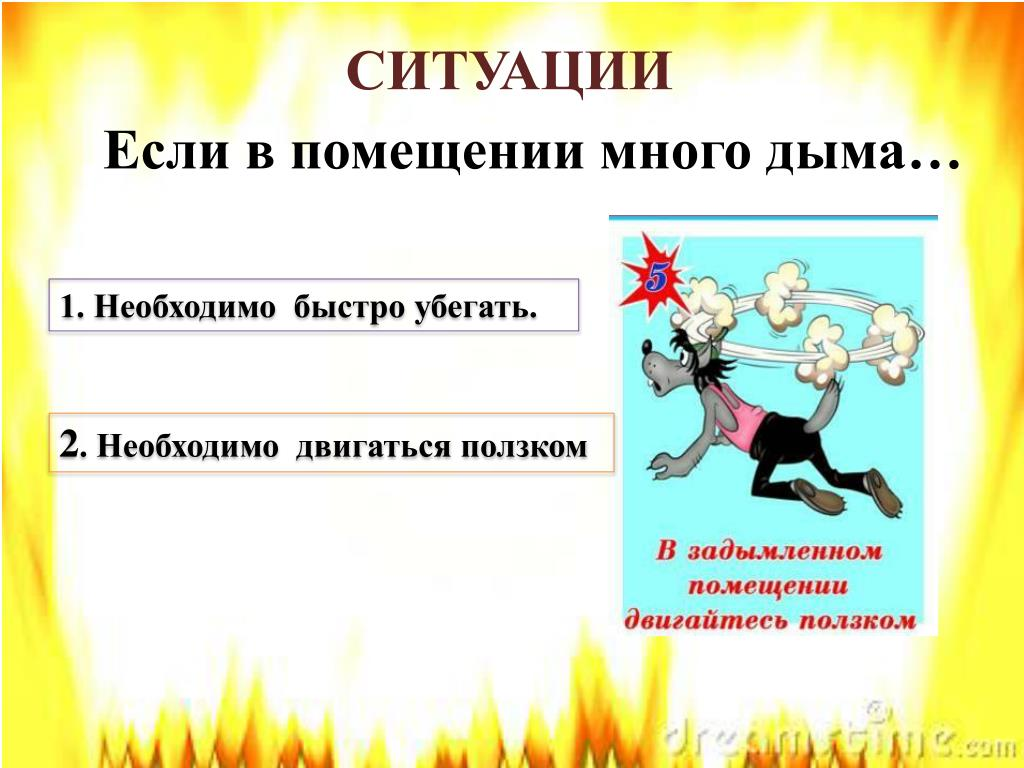 СИТУАЦИИ
Если в помещении много дыма…
1. Необходимо быстро убегать.
2. Необходимо двигаться ползком
5
В задымленном
помещении
двигайтесь ползком
dreamstime.com